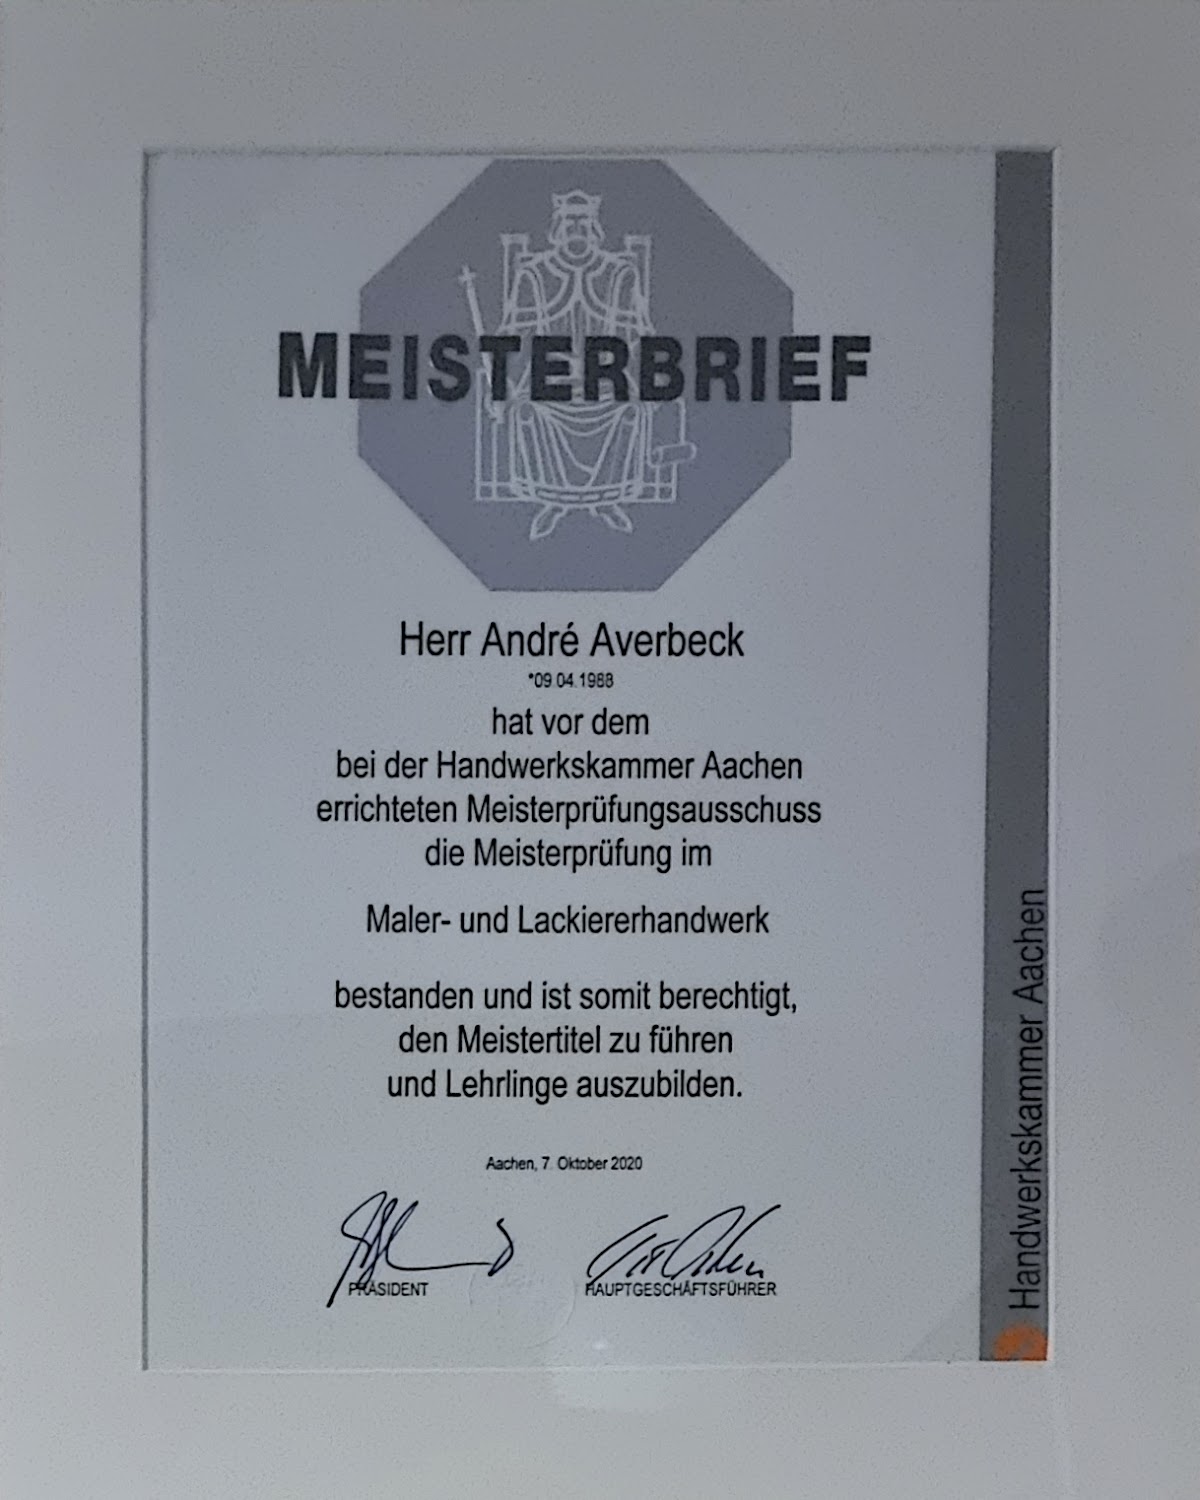 MEISTERBRIEF
Herr André Averbeck
*09.04.1988
hat vor dem
bei der Handwerkskammer Aachen
errichteten Meisterprüfungsausschuss
die Meisterprüfung im
Maler- und Lackiererhandwerk
bestanden und ist somit berechtigt,
den Meistertitel zu führen
und Lehrlinge auszubilden.
Aachen, 7. Oktober 2020
PRÄSIDENT
HAUPTGESCHÄFTSFÜHRER
Handwerkskammer Aachen